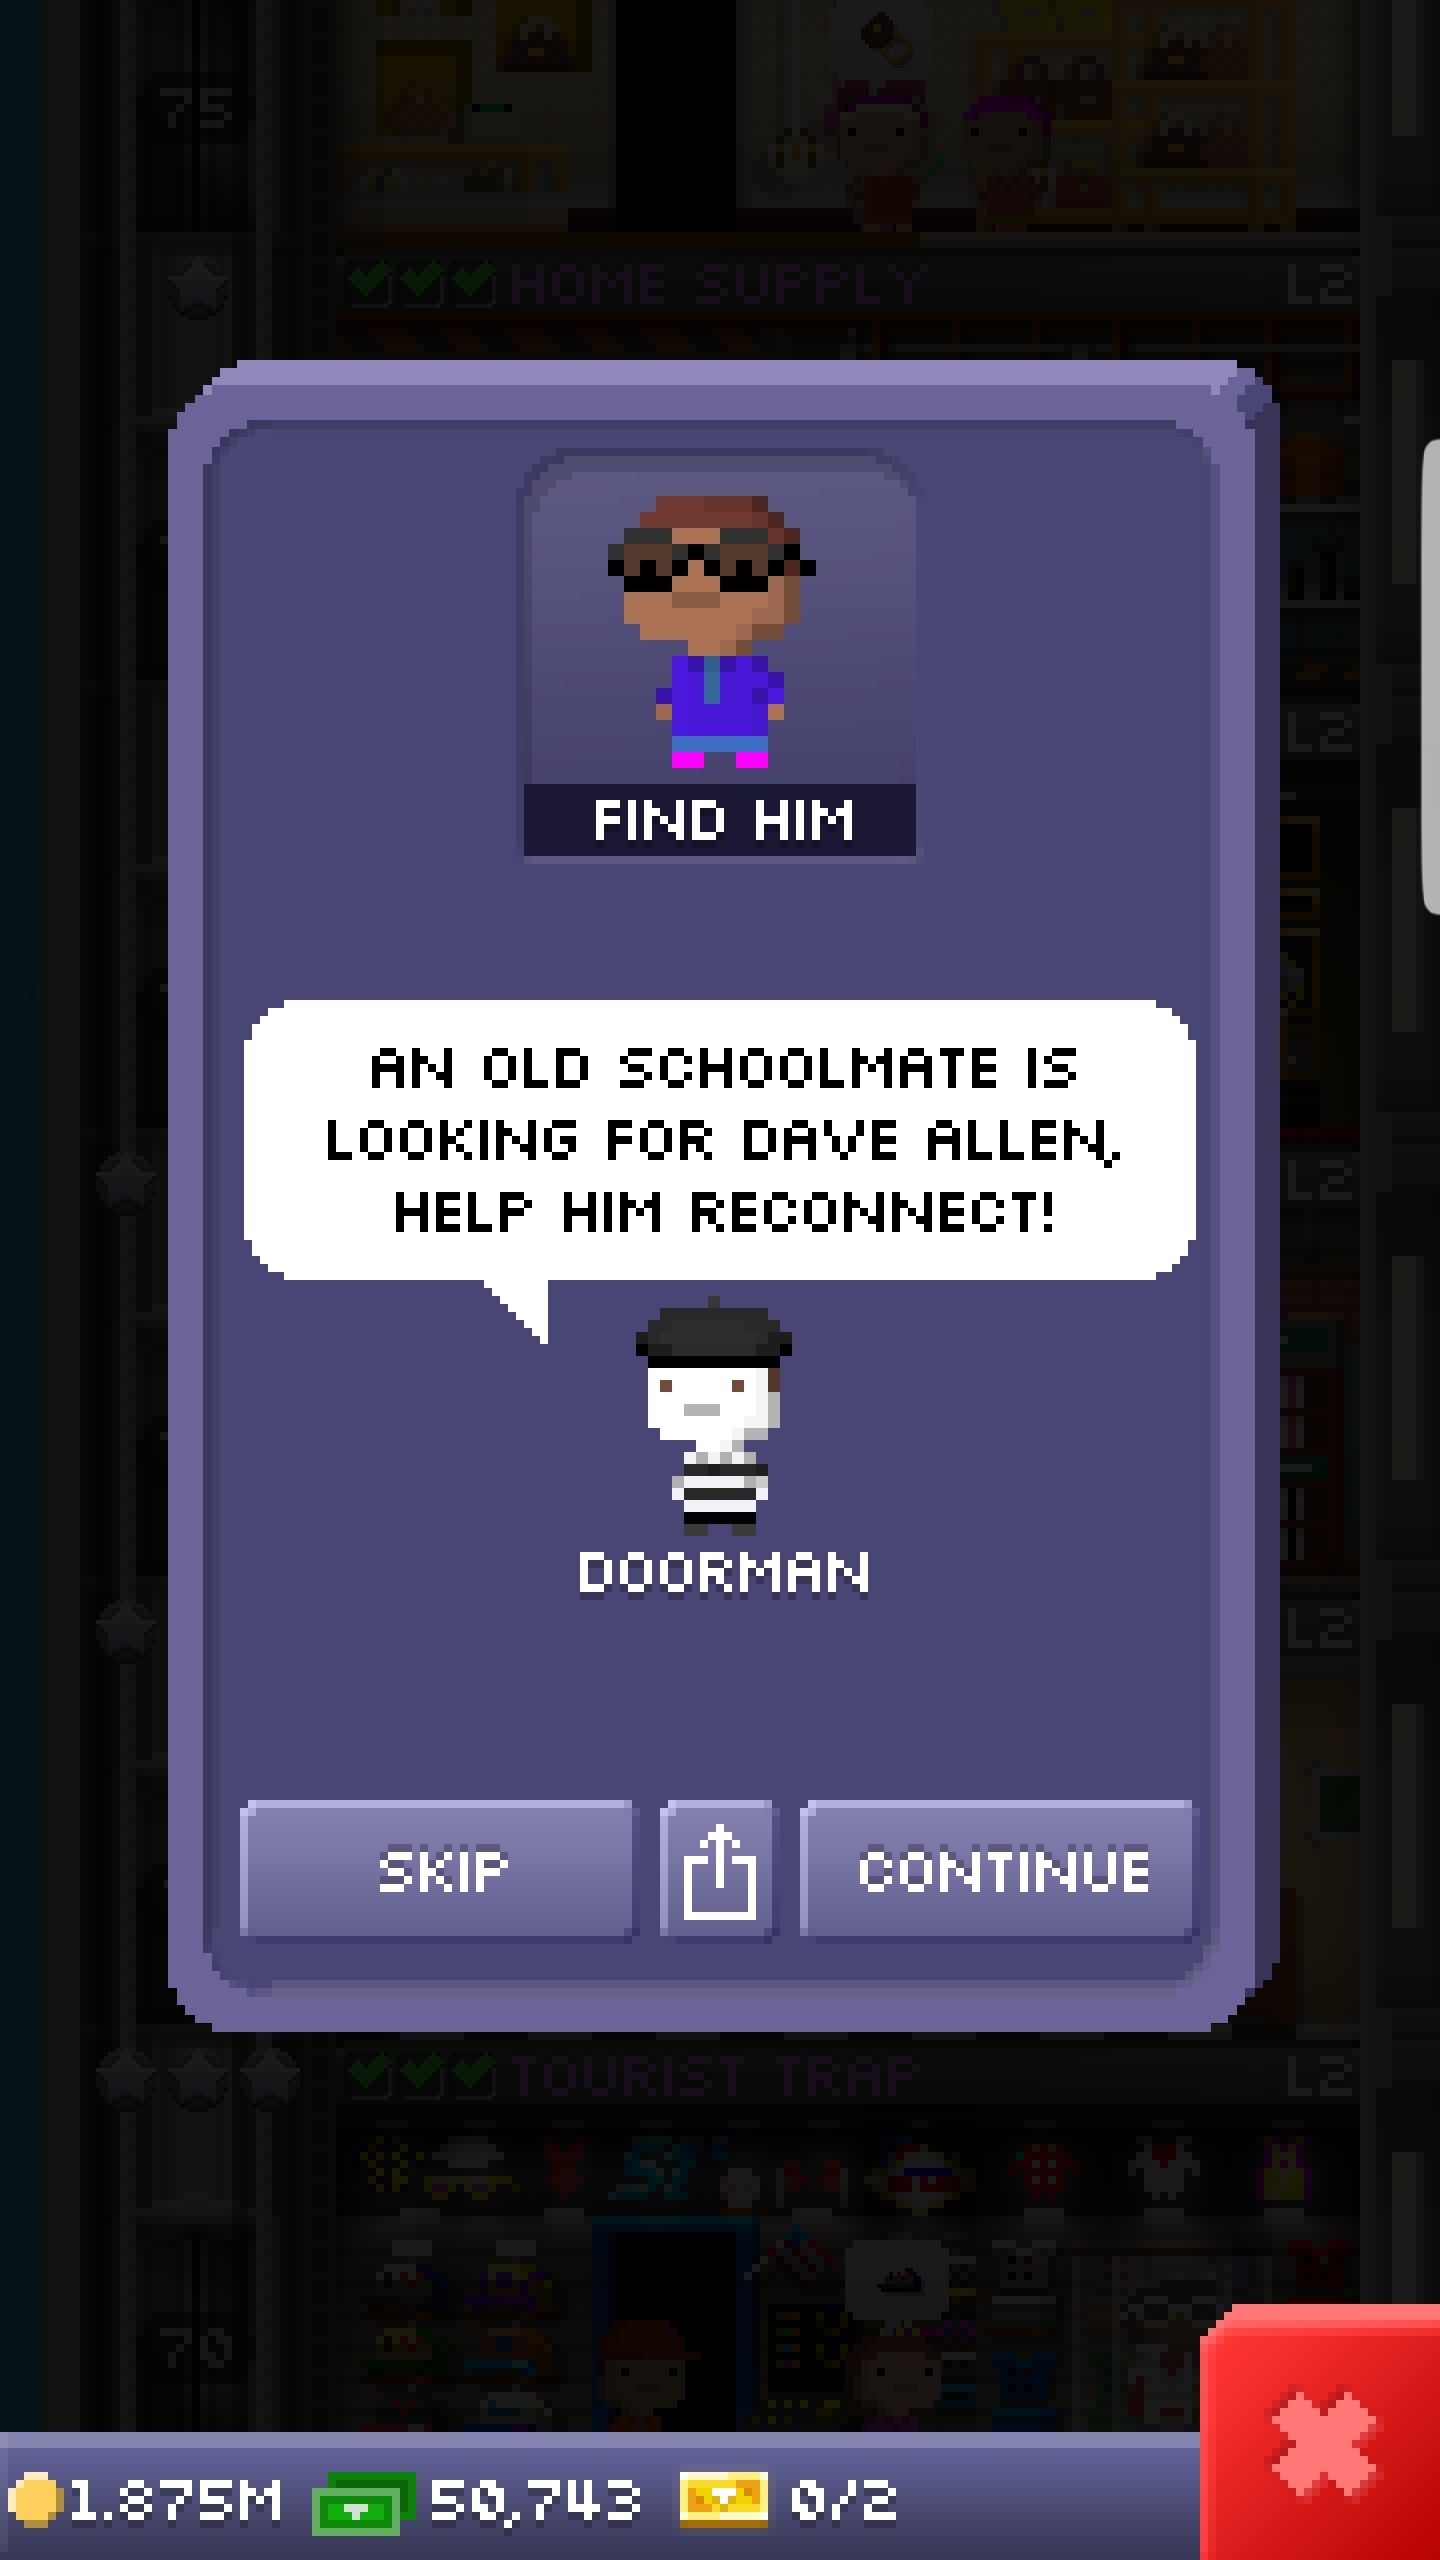 75
HOME SUPPLY L2
FIND HIM
L2
AN OLD SCHOOLMATE IS
LOOKING FOR DAVE ALLEN,
HELP HIM RECONNECT!
L2
DOORMAN
L2
SKIP CONTINUE
TOURIST TRAP L2
70
1.875M 50,743 0/2